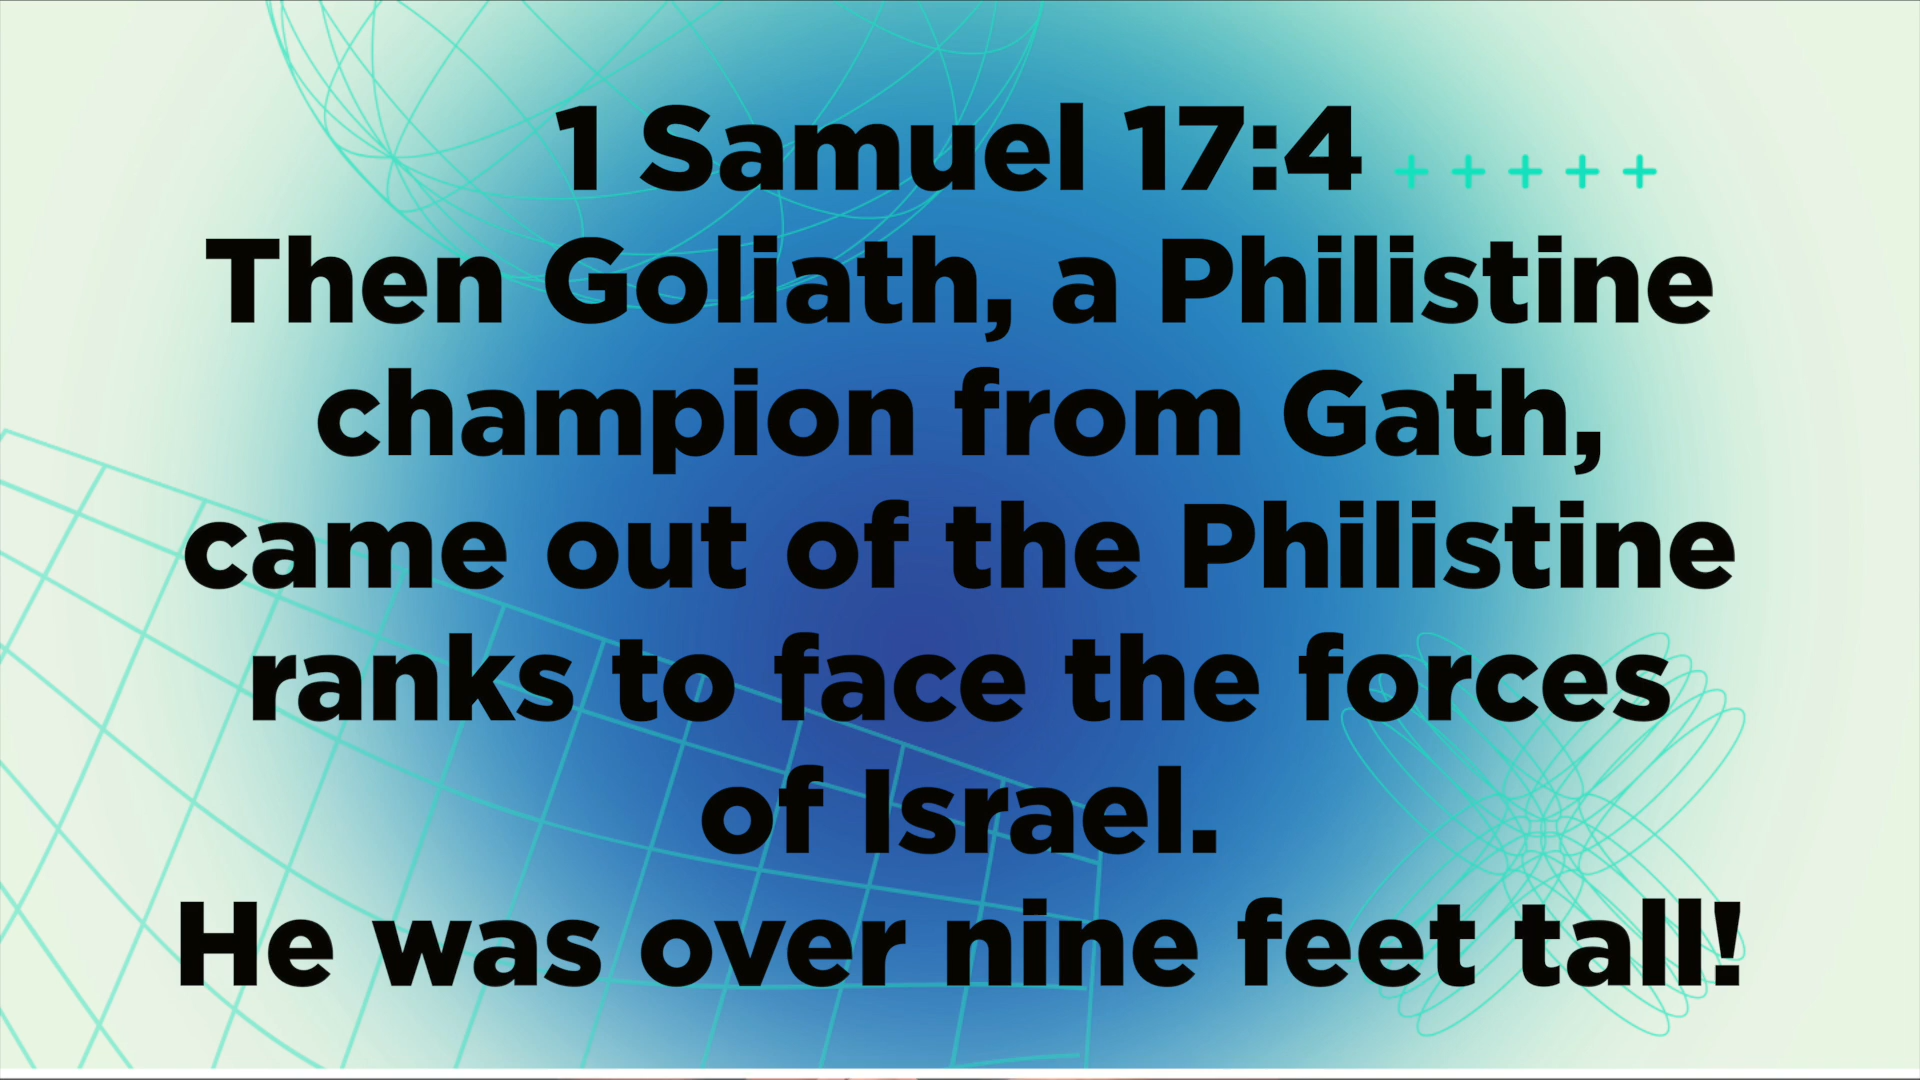 1 Samuel 17:4
Then Goliath, a Philistine
champion from Gath,
came out of the Philistine
ranks to face the forces
of Israel.
He was over nine feet tall!